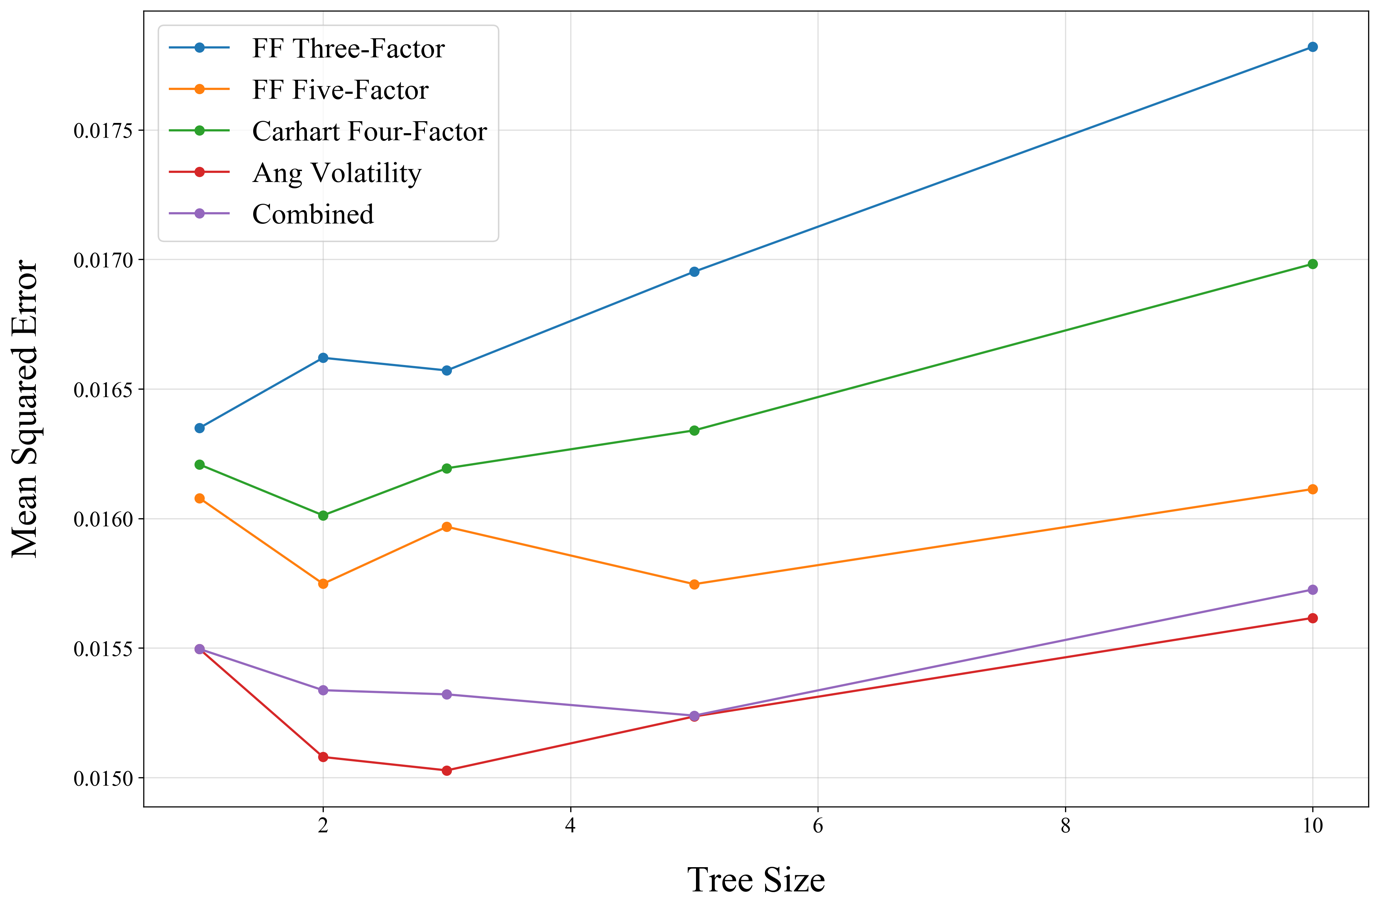 FF Three-Factor
FF Five-Factor
Carhart Four-Factor
Ang Volatility
Combined
Mean Squared Error
0.0175
0.0170
0.0165
0.0160
0.0155
0.0150
2 4 6 8 10
Tree Size